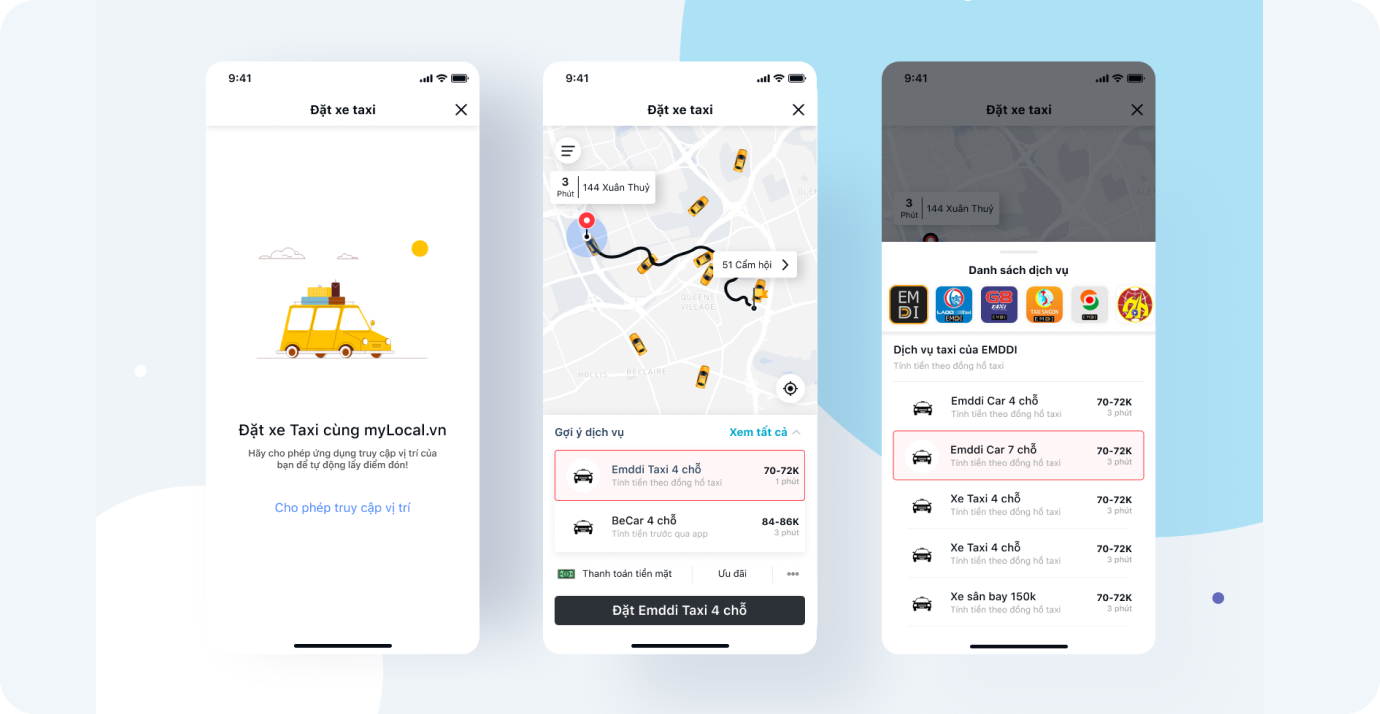 9:41
Đặt xe taxi
Đặt xe Taxi cùng myLocal.vn
Hãy cho phép ứng dụng truy cập vị trí của
bạn để tự động lấy điểm đón!
Cho phép truy cập vị trí
9:41
Đặt xe taxi
3
Phút
144 Xuân Thuỷ
51 Cẩm hội
QUEENS
VILLAGE
QUEN
HOLLIS
BELLAIRE
Gợi ý dịch vụ
Xem tất cả
Emddi Taxi 4 chỗ
70-72K
Tính tiền theo đồng hồ taxi
1 phút
BeCar 4 chỗ
84-86K
Tính tiền trước qua app
3 phút
Thanh toán tiền mặt
Ưu đãi
Đặt Emddi Taxi 4 chỗ
9:41
Đặt xe taxi
3
Phút
144 Xuân Thuỷ
Danh sách dịch vụ
EM
DI
LADO
EMDI
G8
TAXI
EMDI
TAXI SAIGON
EMDI
EMDI
Dịch vụ taxi của EMDDI
Tính tiền theo đồng hồ taxi
Emddi Car 4 chỗ
70-72K
Tính tiền theo đồng hồ taxi
3 phút
Emddi Car 7 chỗ
70-72K
Tính tiền theo đồng hồ taxi
3 phút
Xe Taxi 4 chỗ
70-72K
Tính tiền theo đồng hồ taxi
3 phút
Xe Taxi 4 chỗ
70-72K
Tính tiền theo đồng hồ taxi
3 phút
Xe sân bay 150k
70-72K
Tính tiền theo đồng hồ taxi
3 phút